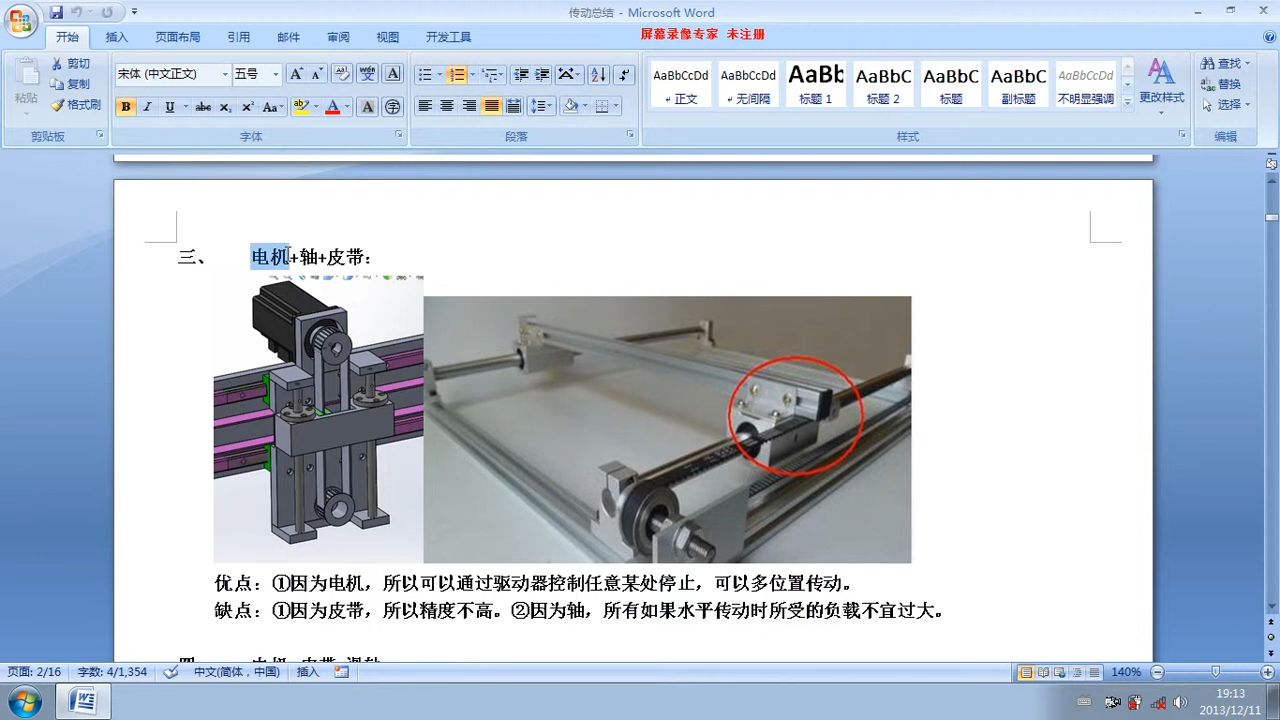 传动总结 - Microsoft Word
开始 插入 页面布局 引用 邮件 审阅 视图 开发工具
屏幕录像专家 未注册
粘贴
剪切
复制
格式刷
剪贴板
宋体 (中文正文) 五号
字体
段落
AaBbCcDd AaBbCcDd AaBb AaBbC AaBbC AaBbC AaBbCcDd
正文 无间隔 标题 1 标题 2 标题 副标题 不明显强调
更改样式
样式
查找
替换
选择
编辑
三、 电机+轴+皮带：
优点：①因为电机，所以可以通过驱动器控制任意某处停止，可以多位置传动。
缺点：①因为皮带，所以精度不高。②因为轴，所有如果水平传动时所受的负载不宜过大。
页面: 2/16 字数: 4/1,354 中文(简体，中国) 插入 140%
19:13
2013/12/11